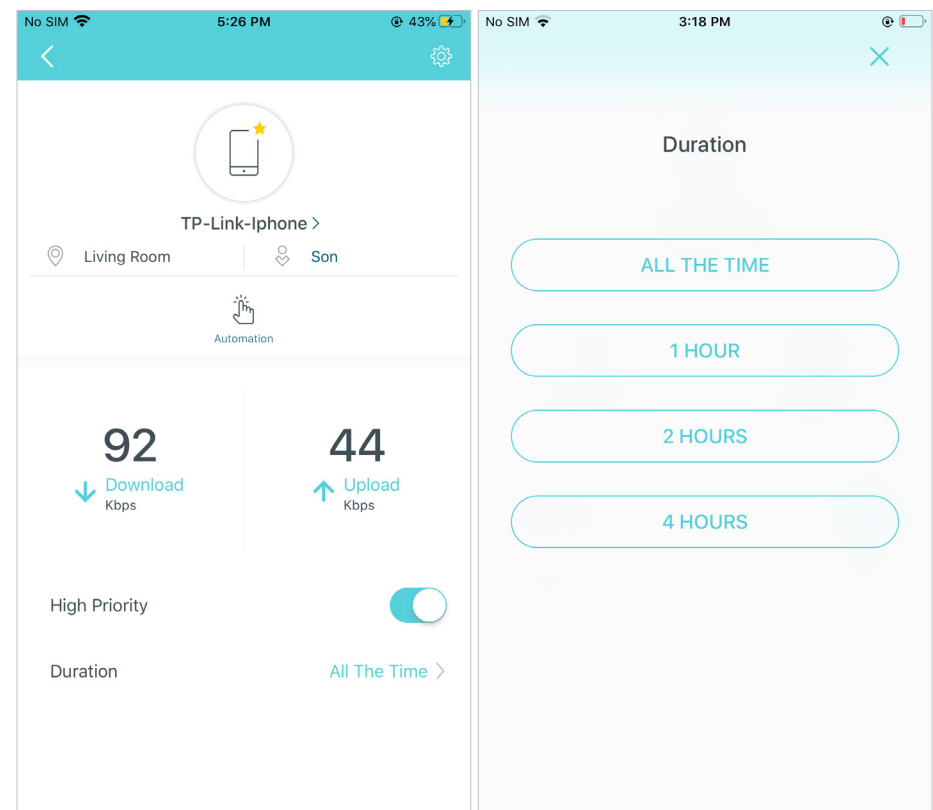 No SIM 5:26 PM 43%
TP-Link-Iphone >
Living Room Son
Automation
92 44
Download Upload
Kbps Kbps
High Priority
Duration All The Time >
No SIM 3:18 PM
Duration
ALL THE TIME
1 HOUR
2 HOURS
4 HOURS